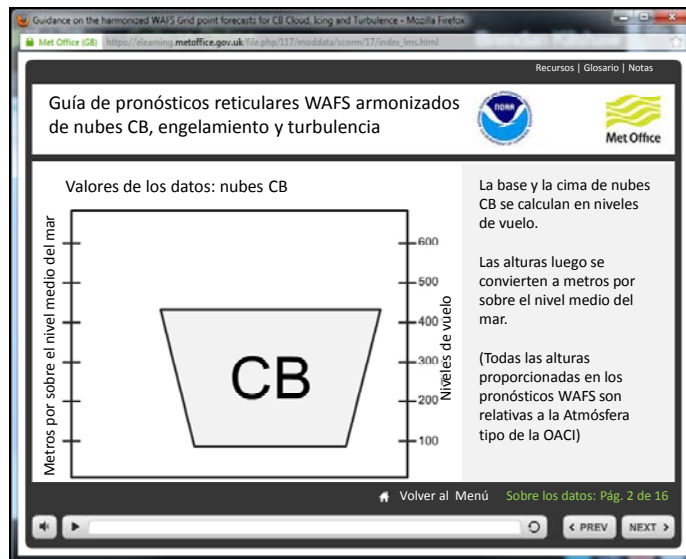 Guidance on the harmonized WAFS Grid point forecasts for CB Cloud, Icing and Turbulence - Mozilla Firefox
Met Office (GB) https://elearning.metoffice.gov.uk/file.php/117/moddata/scorm/17/index_lms.html
Recursos | Glosario | Notas
Guía de pronósticos reticulares WAFS armonizados
de nubes CB, engelamiento y turbulencia
NOAA
Met Office
Valores de los datos: nubes CB
Metros por sobre el nivel medio del mar
CB
600
500
400
300
200
100
Niveles de vuelo
La base y la cima de nubes
CB se calculan en niveles
de vuelo.
Las alturas luego se
convierten a metros por
sobre el nivel medio del
mar.
(Todas las alturas
proporcionadas en los
pronósticos WAFS son
relativas a la Atmósfera
tipo de la OACI)
Volver al Menú Sobre los datos: Pág. 2 de 16
< PREV NEXT >